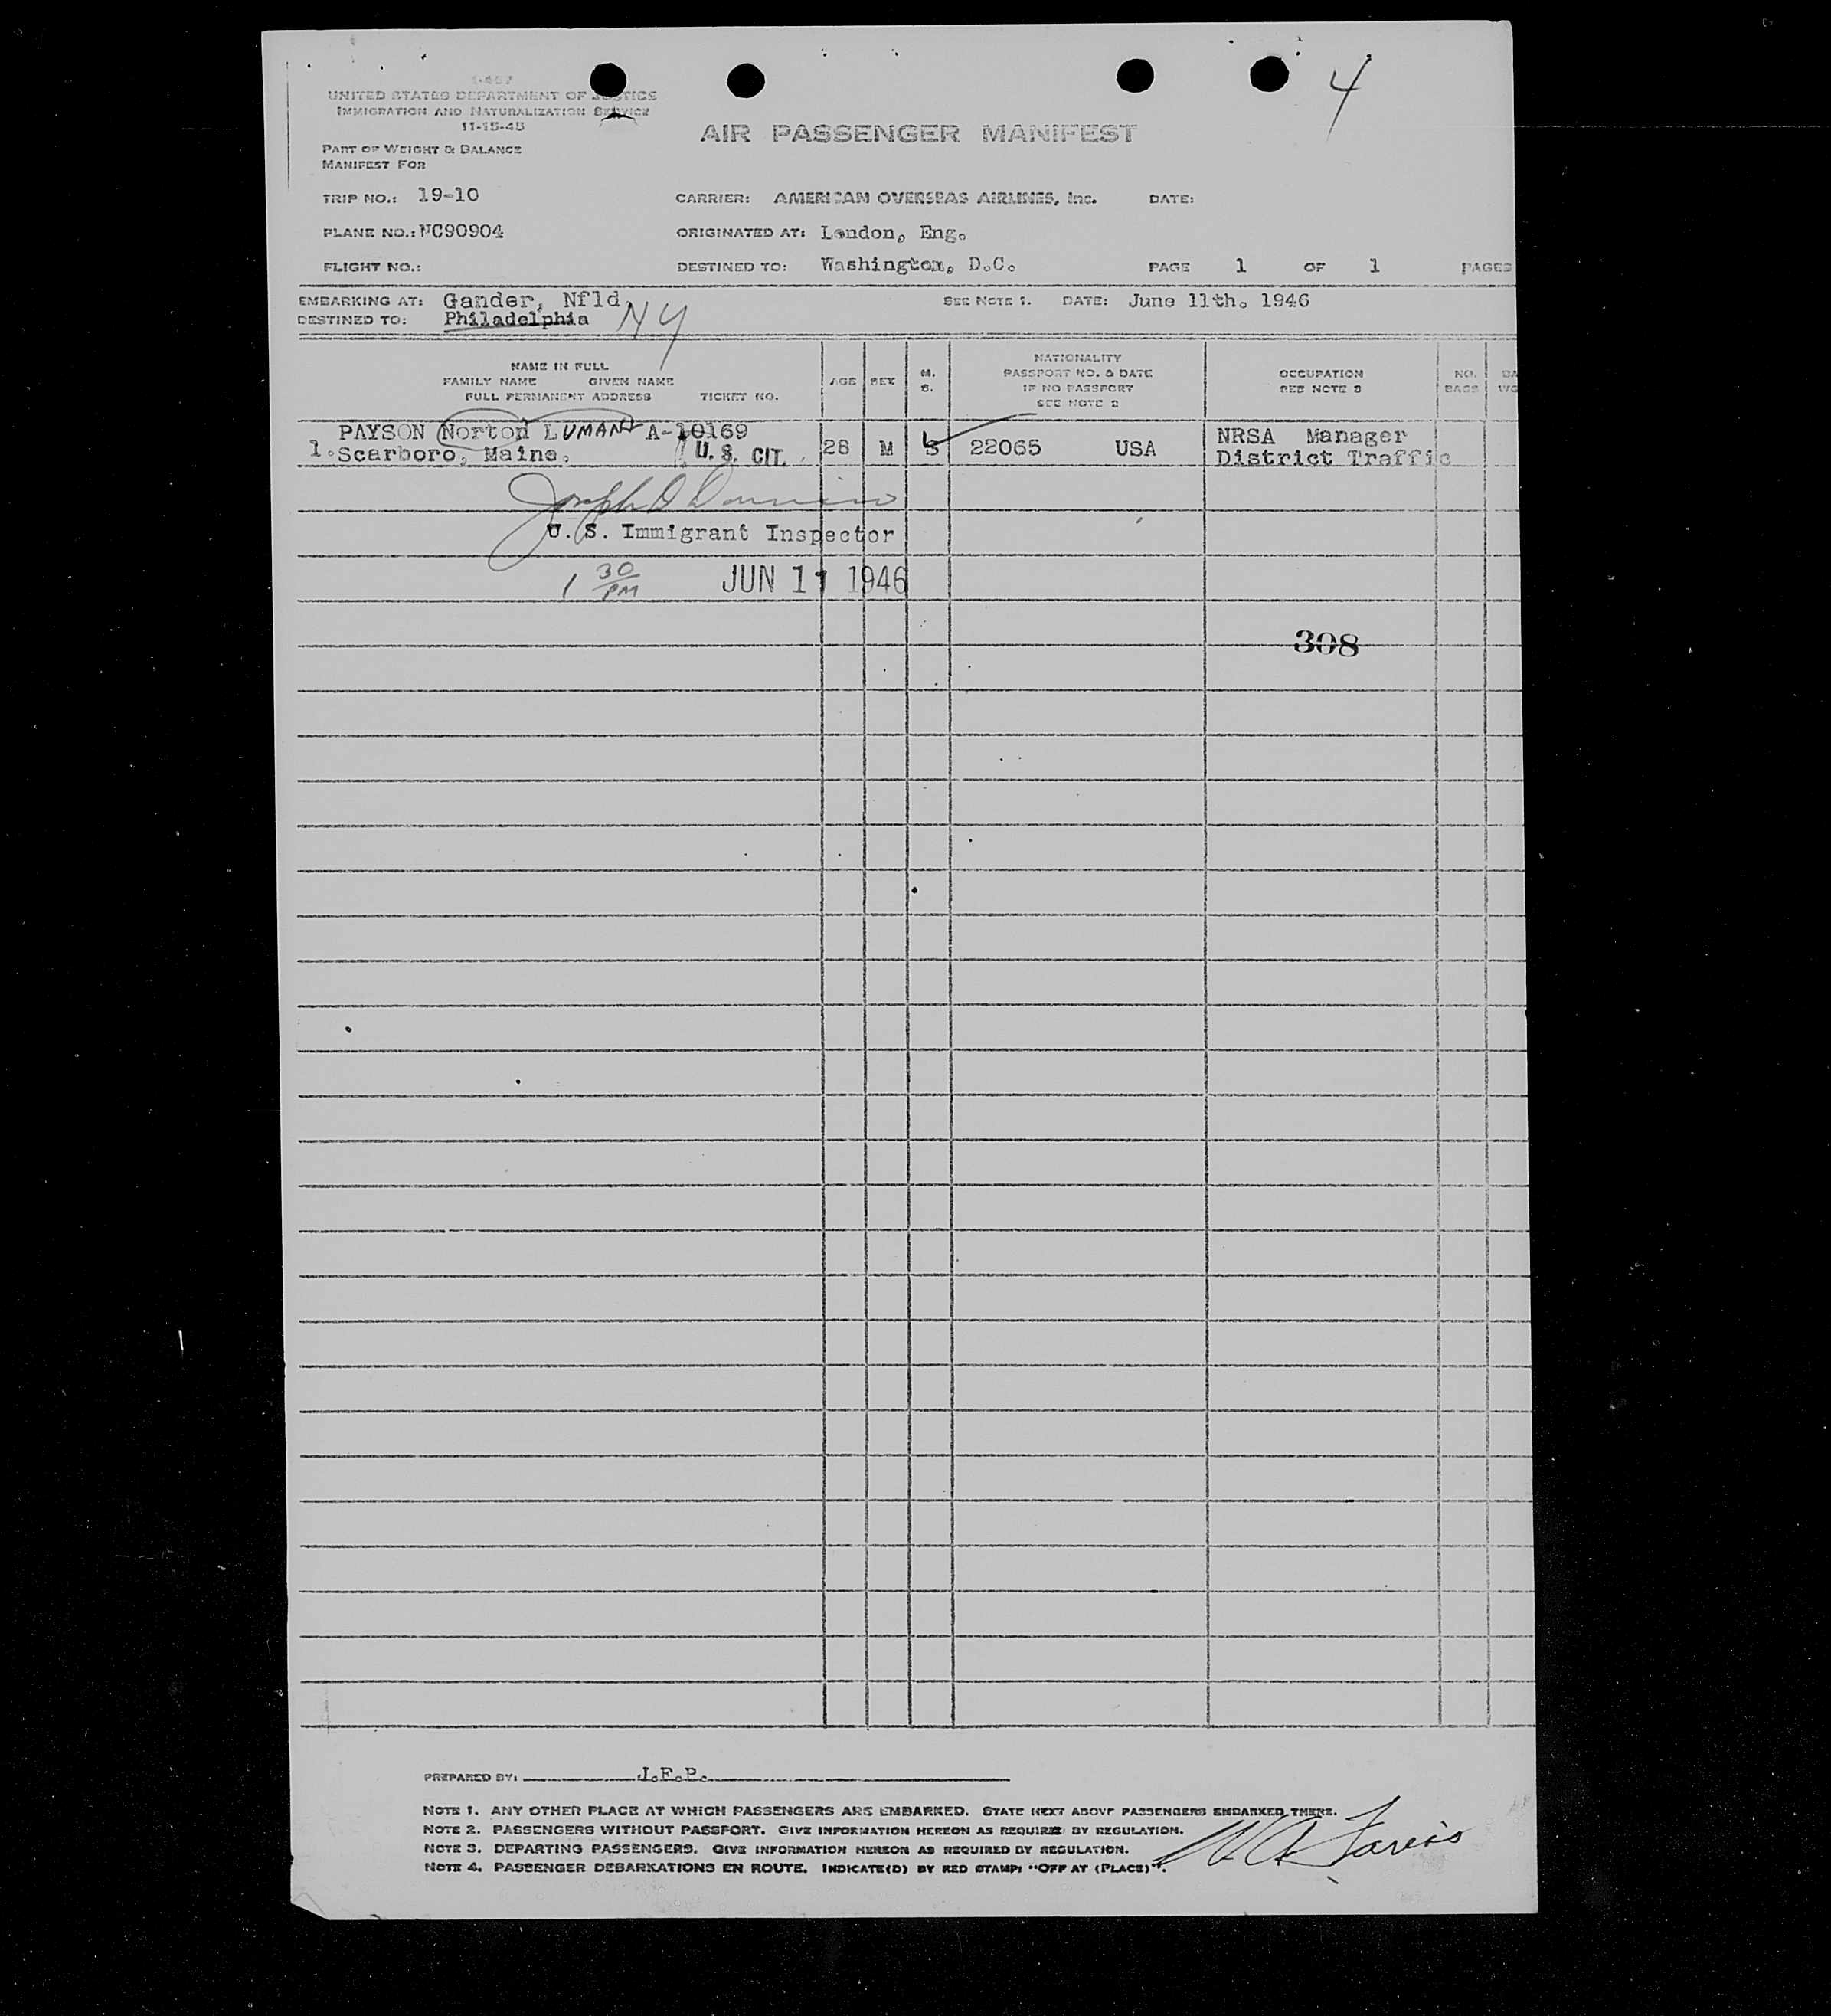 4
I-457
UNITED STATES DEPARTMENT OF JUSTICE
IMMIGRATION AND NATURALIZATION SERVICE
11-15-45
AIR PASSENGER MANIFEST
PART OF WEIGHT & BALANCE
MANIFEST FOR
TRIP NO.: 19-10 CARRIER: AMERICAN OVERSEAS AIRLINES, Inc. DATE:
PLANE NO.: NC90904 ORIGINATED AT: London, Eng.
FLIGHT NO.: DESTINED TO: Washington, D.C. PAGE 1 OF 1 PAGES
EMBARKING AT: Gander, Nfld. SEE NOTE 1. DATE: June 11th. 1946
DESTINED TO: Philadelphia NY
NAME IN FULL
FAMILY NAME GIVEN NAME
FULL PERMANENT ADDRESS TICKET NO.
AGE SEX M. S.
NATIONALITY
PASSPORT NO. & DATE
IF NO PASSPORT
SEE NOTE 2
OCCUPATION
SEE NOTE 3
NO. BAGS
PAYSON Norton LUMAN A-10169 NRSA Manager
1. Scarboro, Maine. U.S. CIT. 28 M S 22065 USA District Traffic
U. S. Immigrant Inspector
1 30 PM JUN 11 1946
308
PREPARED BY: J.F.P.
NOTE 1. ANY OTHER PLACE AT WHICH PASSENGERS ARE EMBARKED. STATE NEXT ABOVE PASSENGERS EMBARKED THERE.
NOTE 2. PASSENGERS WITHOUT PASSPORT. GIVE INFORMATION HEREON AS REQUIRED BY REGULATION.
NOTE 3. DEPARTING PASSENGERS. GIVE INFORMATION HEREON AS REQUIRED BY REGULATION.
NOTE 4. PASSENGER DEBARKATIONS EN ROUTE. INDICATE(D) BY RED STAMP: "OFF AT (PLACE)".